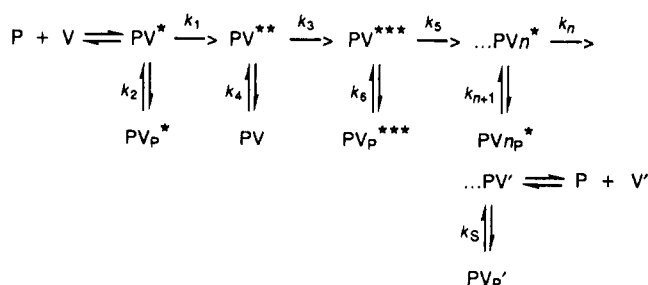 P + V ⇌ PV* k1 > PV** k3 > PV*** k5 > ...PVn* kn >
k2 k4 k6 kn+1
PVP* PV PVP*** PVnP*
...PV′ ⇌ P + V′
kS
PVP′